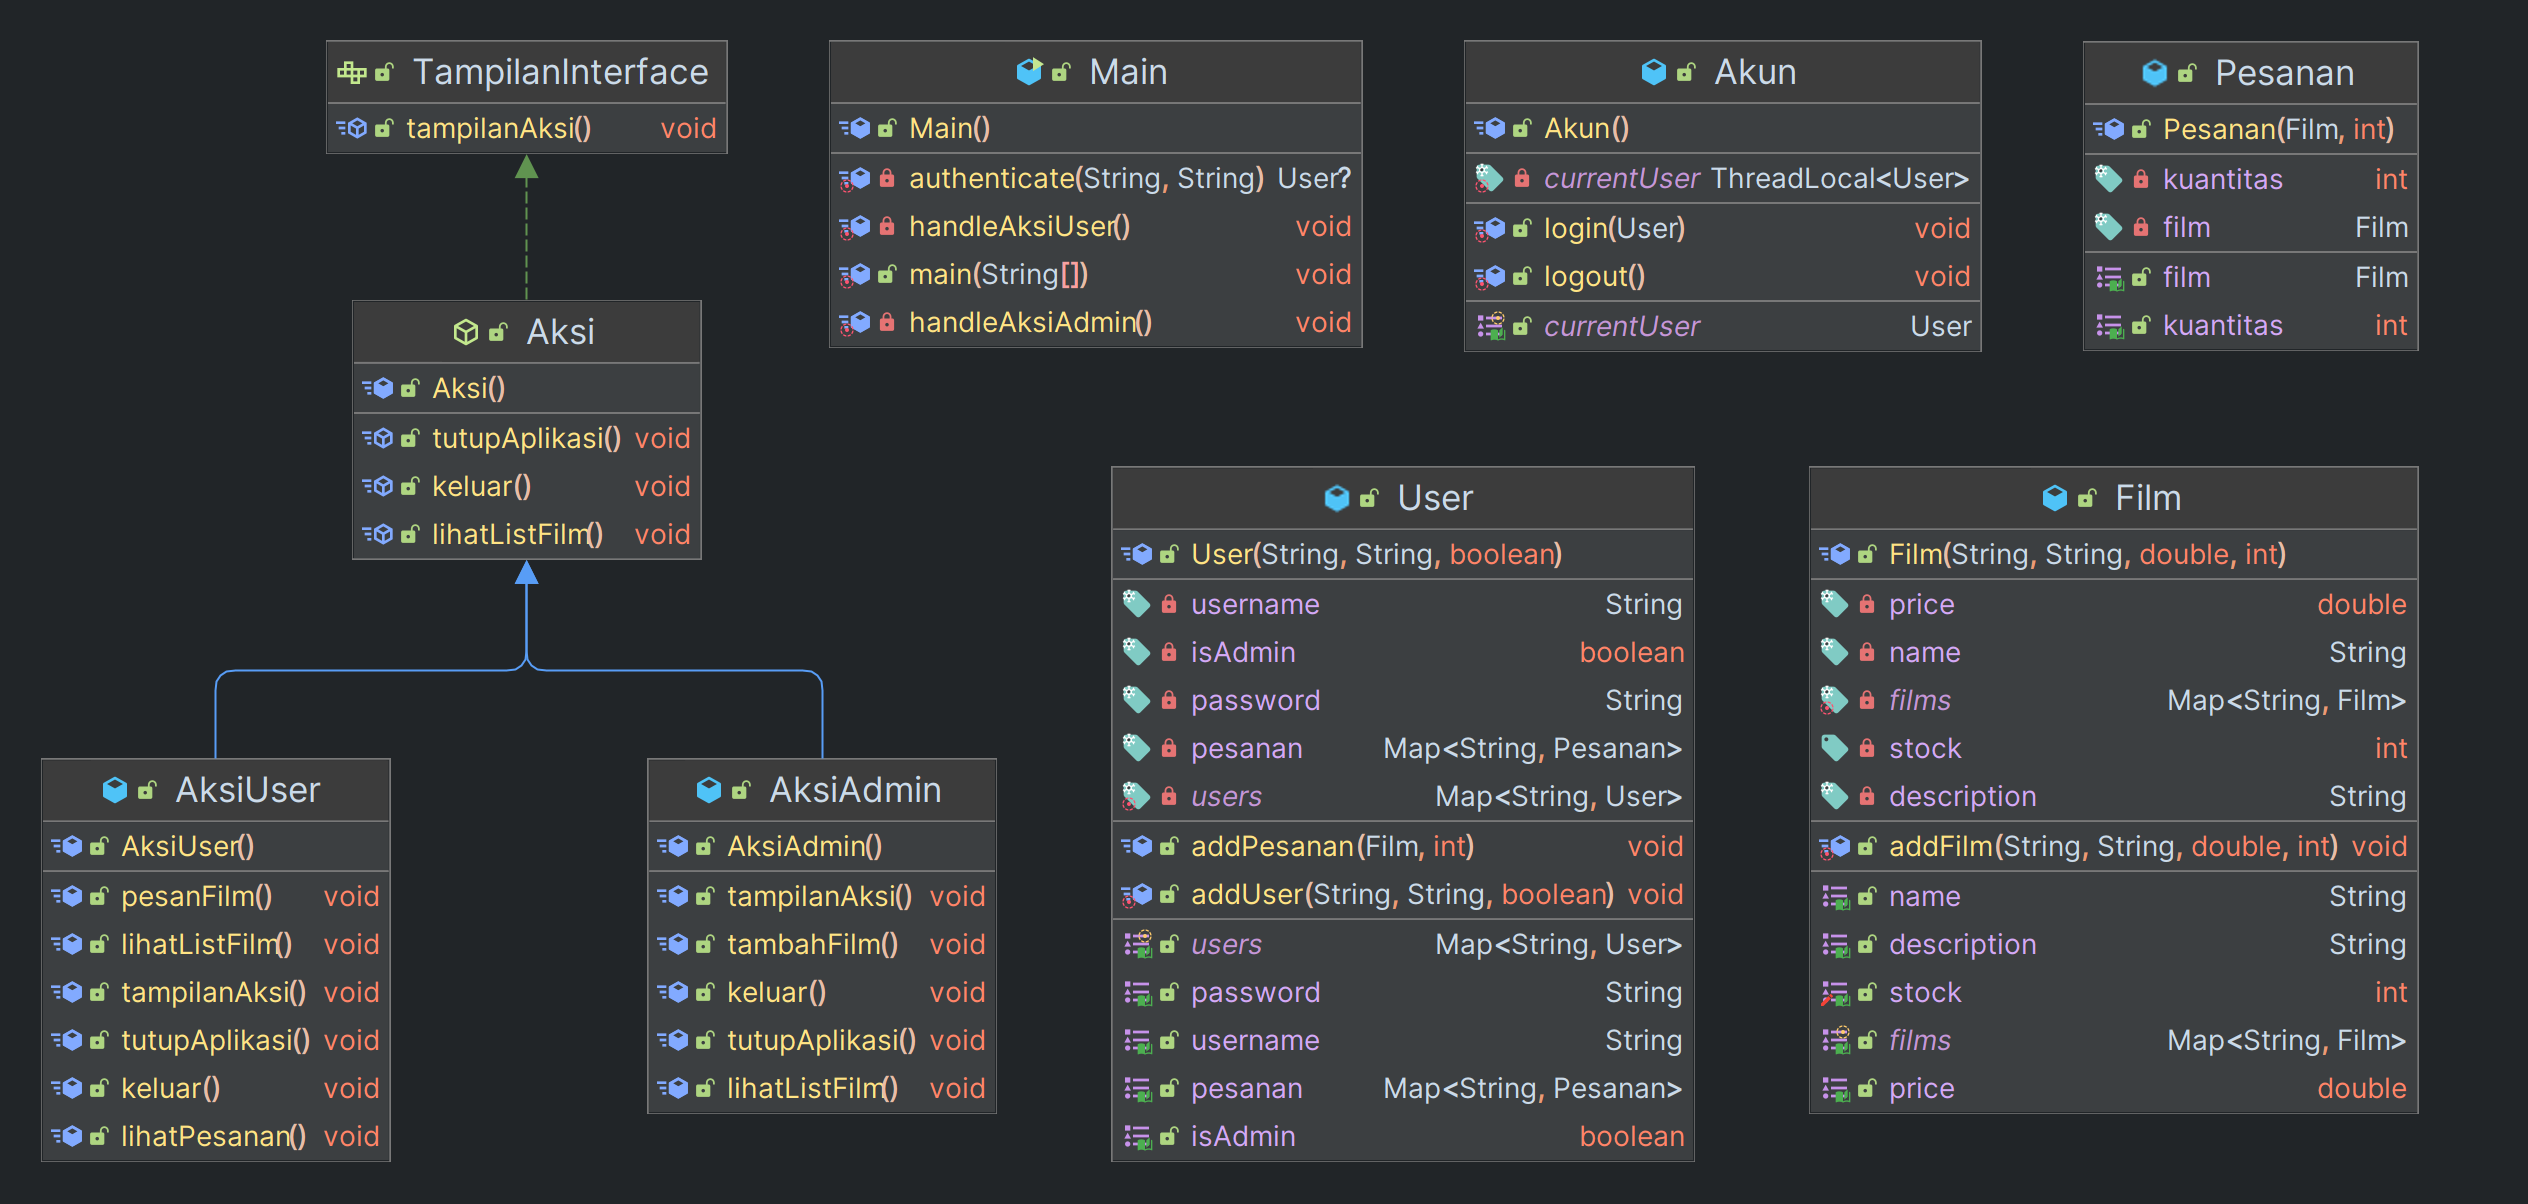 TampilanInterface
tampilanAksi() void
Main
Main()
authenticate(String, String) User?
handleAksiUser() void
main(String[]) void
handleAksiAdmin() void
Akun
Akun()
currentUser ThreadLocal<User>
login(User) void
logout() void
currentUser User
Pesanan
Pesanan(Film, int)
kuantitas int
film Film
film Film
kuantitas int
Aksi
Aksi()
tutupAplikasi() void
keluar() void
lihatListFilm() void
User
User(String, String, boolean)
username String
isAdmin boolean
password String
pesanan Map<String, Pesanan>
users Map<String, User>
addPesanan(Film, int) void
addUser(String, String, boolean) void
users Map<String, User>
password String
username String
pesanan Map<String, Pesanan>
isAdmin boolean
Film
Film(String, String, double, int)
price double
name String
films Map<String, Film>
stock int
description String
addFilm(String, String, double, int) void
name String
description String
stock int
films Map<String, Film>
price double
AksiUser
AksiUser()
pesanFilm() void
lihatListFilm() void
tampilanAksi() void
tutupAplikasi() void
keluar() void
lihatPesanan() void
AksiAdmin
AksiAdmin()
tampilanAksi() void
tambahFilm() void
keluar() void
tutupAplikasi() void
lihatListFilm() void